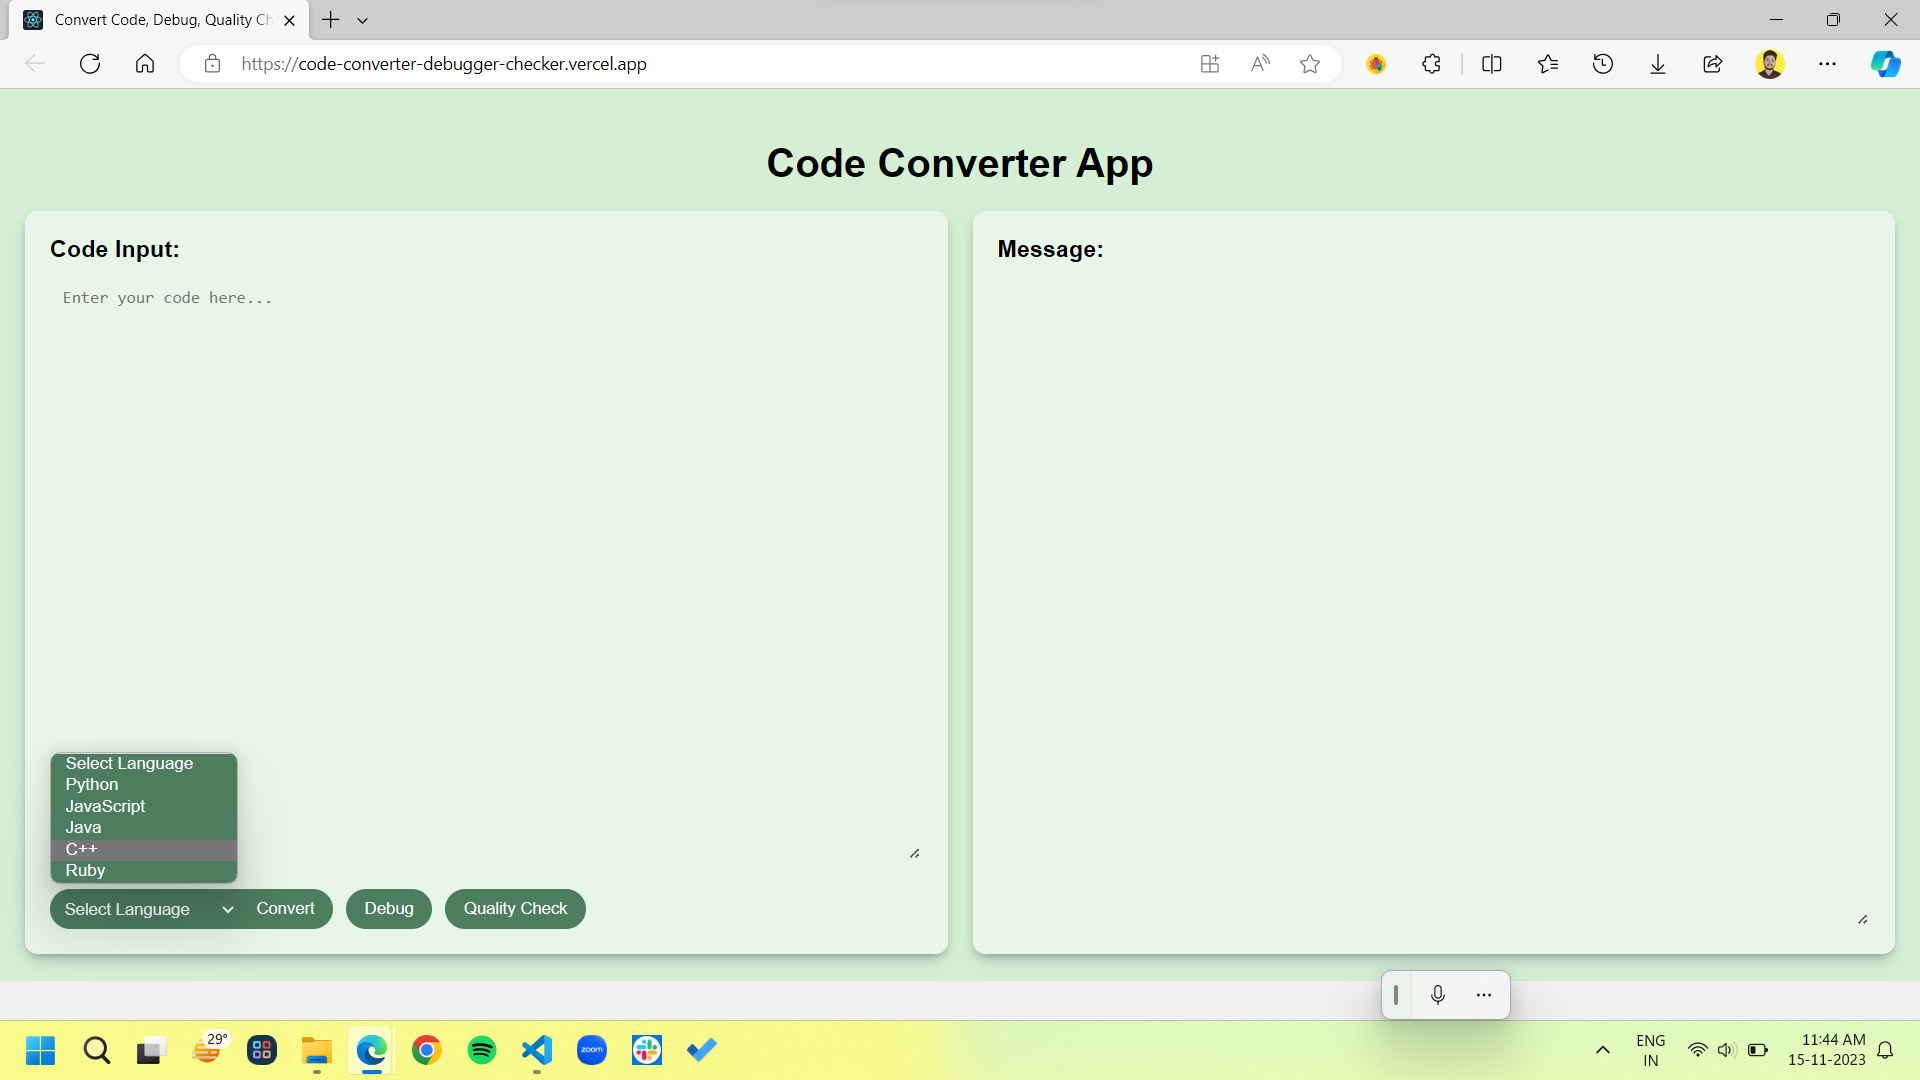 Convert Code, Debug, Quality Ch
https://code-converter-debugger-checker.vercel.app
Code Converter App
Code Input:
Enter your code here...
Message:
Select Language
Python
JavaScript
Java
C++
Ruby
Select Language
Convert
Debug
Quality Check
29°
zoom
ENG
IN
11:44 AM
15-11-2023